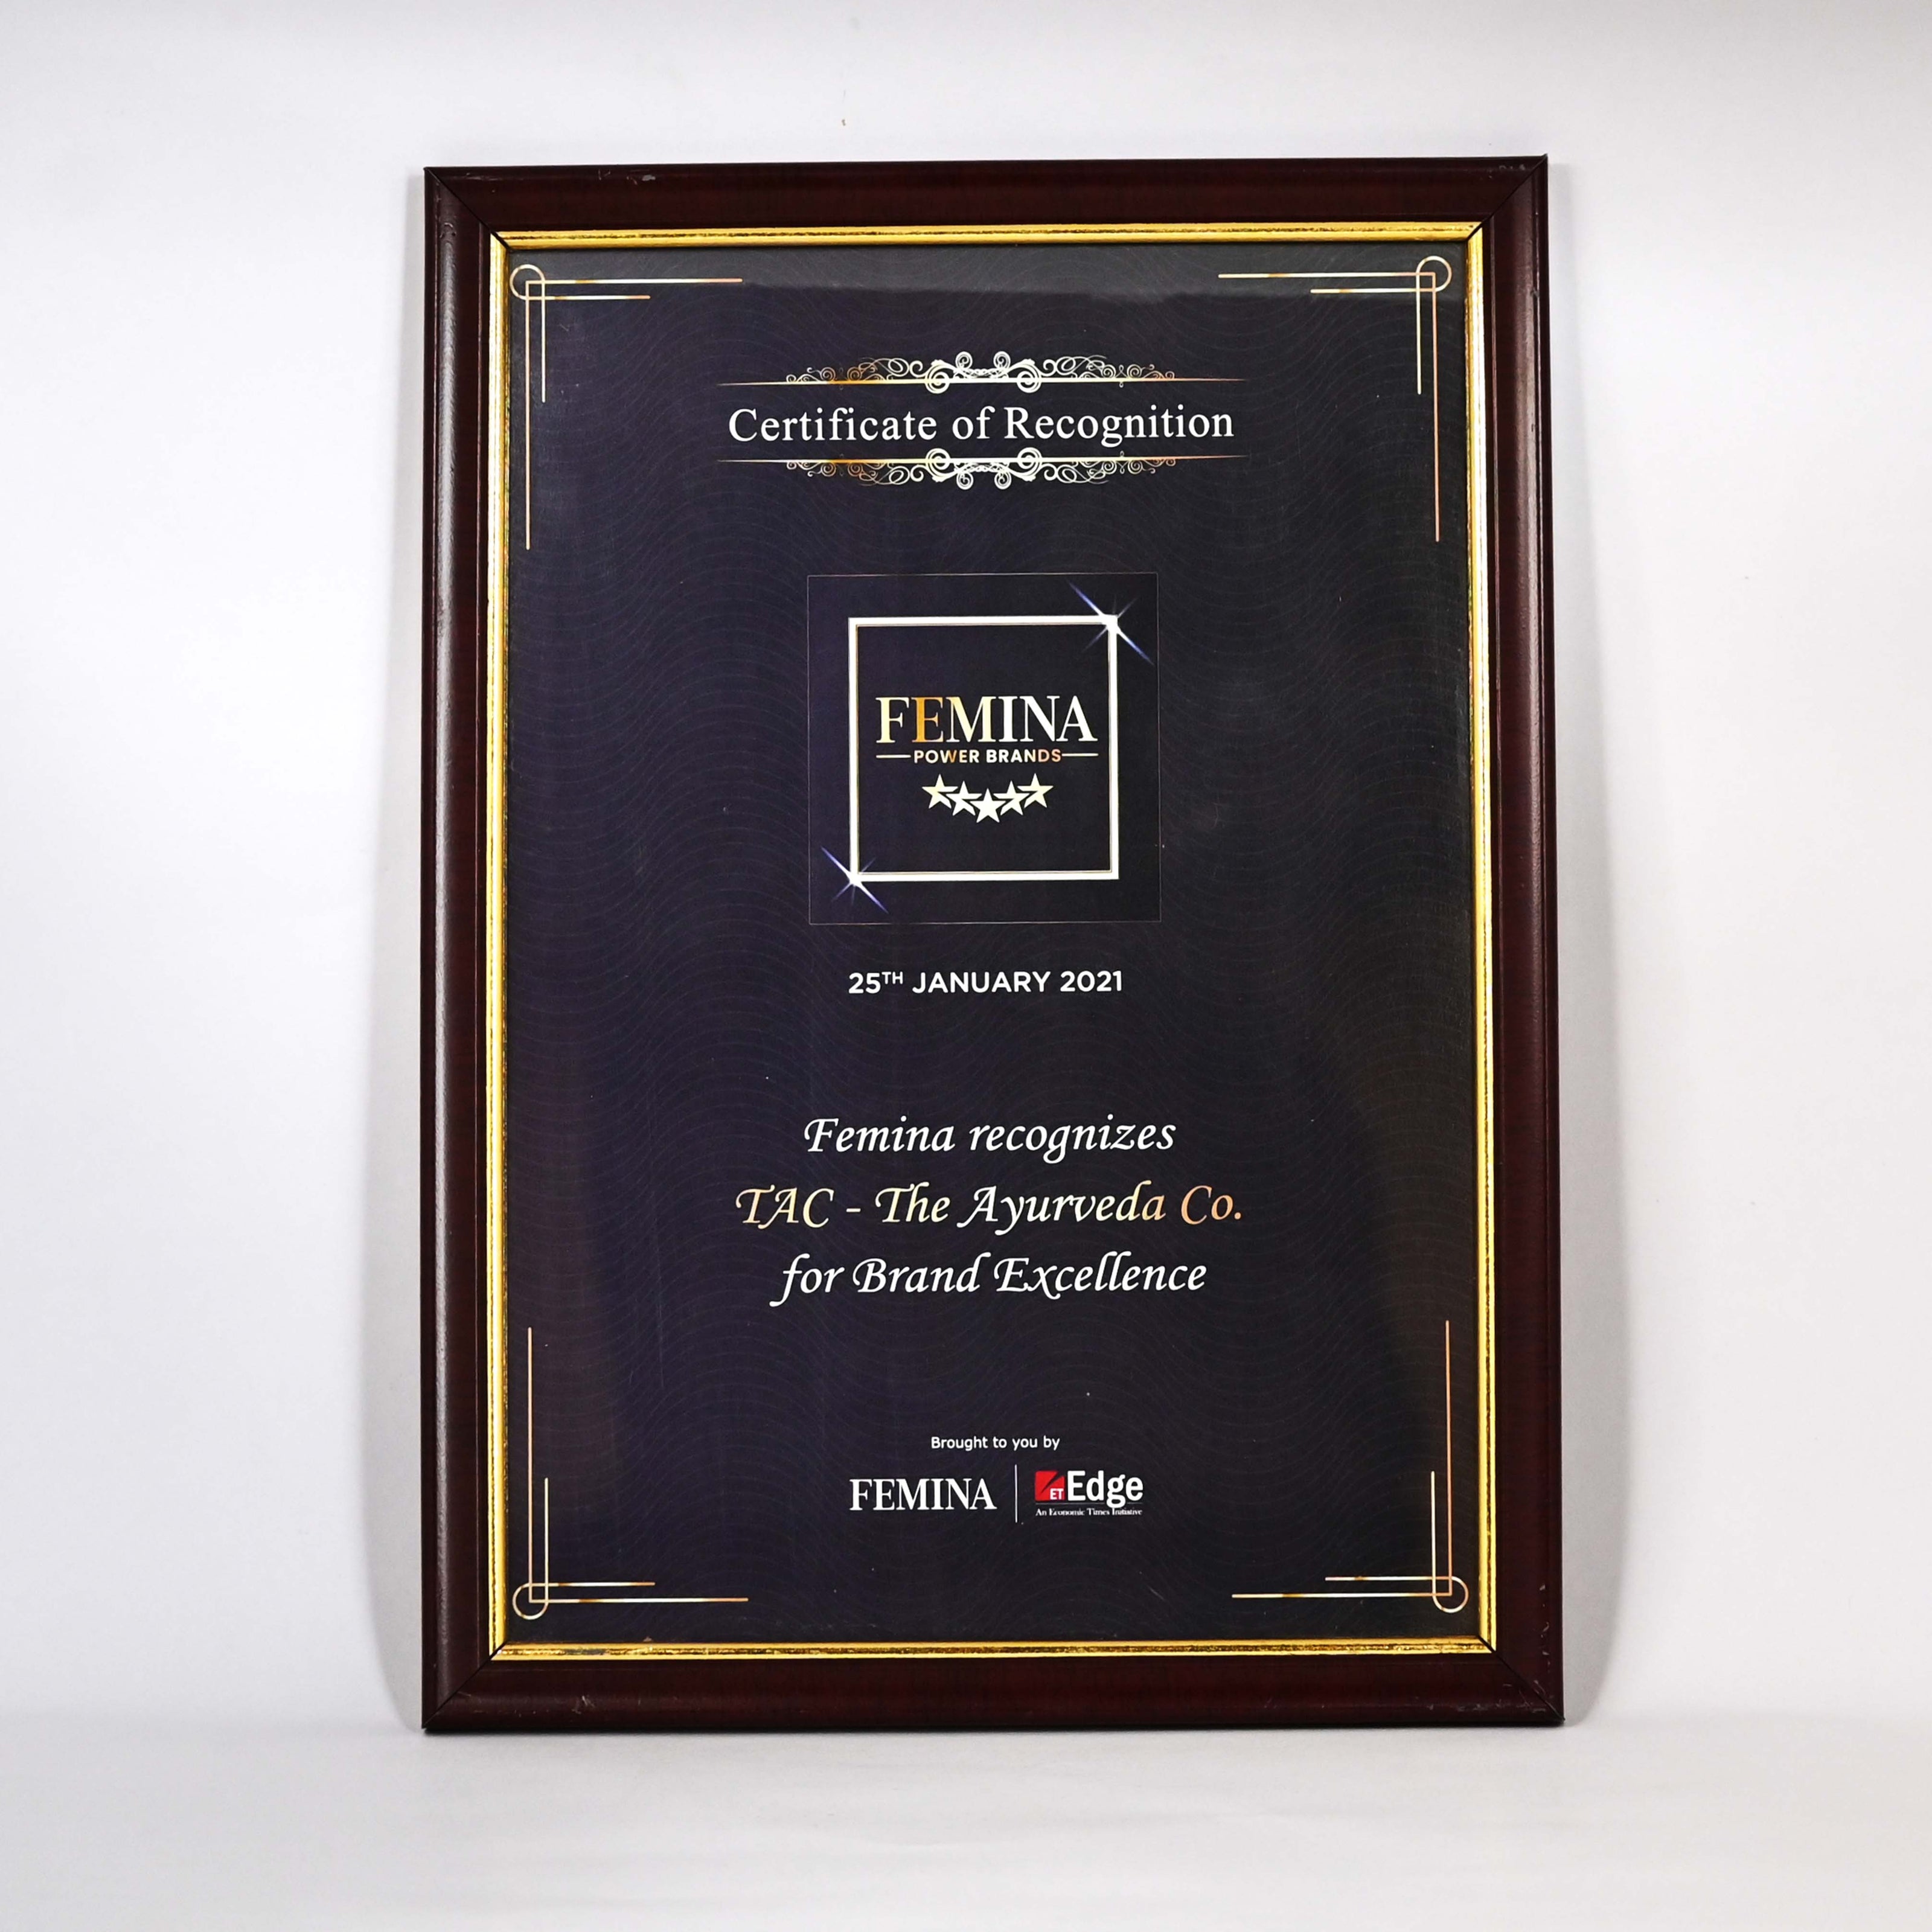 Certificate of Recognition
FEMINA
POWER BRANDS
25TH JANUARY 2021
Femina recognizes
TAC - The Ayurveda Co.
for Brand Excellence
Brought to you by
FEMINA
ET Edge
An Economic Times Initiative